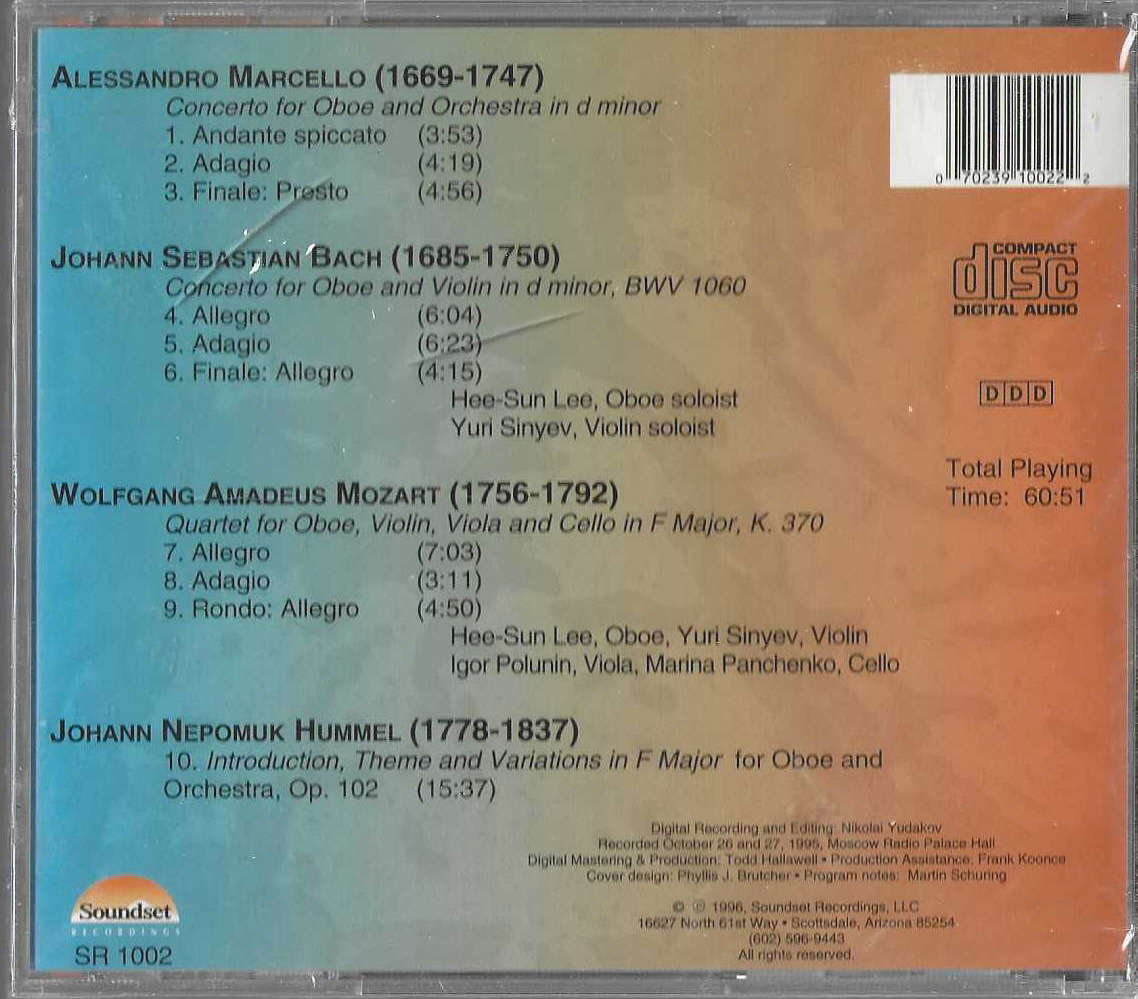 ALESSANDRO MARCELLO (1669-1747)
Concerto for Oboe and Orchestra in d minor
1. Andante spiccato (3:53)
2. Adagio (4:19)
3. Finale: Presto (4:56)
JOHANN SEBASTIAN BACH (1685-1750)
Concerto for Oboe and Violin in d minor, BWV 1060
4. Allegro (6:04)
5. Adagio (6:23)
6. Finale: Allegro (4:15)
Hee-Sun Lee, Oboe soloist
Yuri Sinyev, Violin soloist
WOLFGANG AMADEUS MOZART (1756-1792)
Quartet for Oboe, Violin, Viola and Cello in F Major, K. 370
7. Allegro (7:03)
8. Adagio (3:11)
9. Rondo: Allegro (4:50)
Hee-Sun Lee, Oboe, Yuri Sinyev, Violin
Igor Polunin, Viola, Marina Panchenko, Cello
JOHANN NEPOMUK HUMMEL (1778-1837)
10. Introduction, Theme and Variations in F Major for Oboe and
Orchestra, Op. 102 (15:37)
0 70239 10022 2
COMPACT
disc
DIGITAL AUDIO
DDD
Total Playing
Time: 60:51
Digital Recording and Editing: Nikolai Yudakov
Recorded October 26 and 27, 1995, Moscow Radio Palace Hall
Digital Mastering & Production: Todd Hallawell • Production Assistance: Frank Koonce
Cover design: Phyllis J. Brutcher • Program notes: Martin Schuring
© ℗ 1996, Soundset Recordings, LLC
16627 North 61st Way • Scottsdale, Arizona 85254
(602) 596-9443
All rights reserved.
Soundset
RECORDINGS
SR 1002